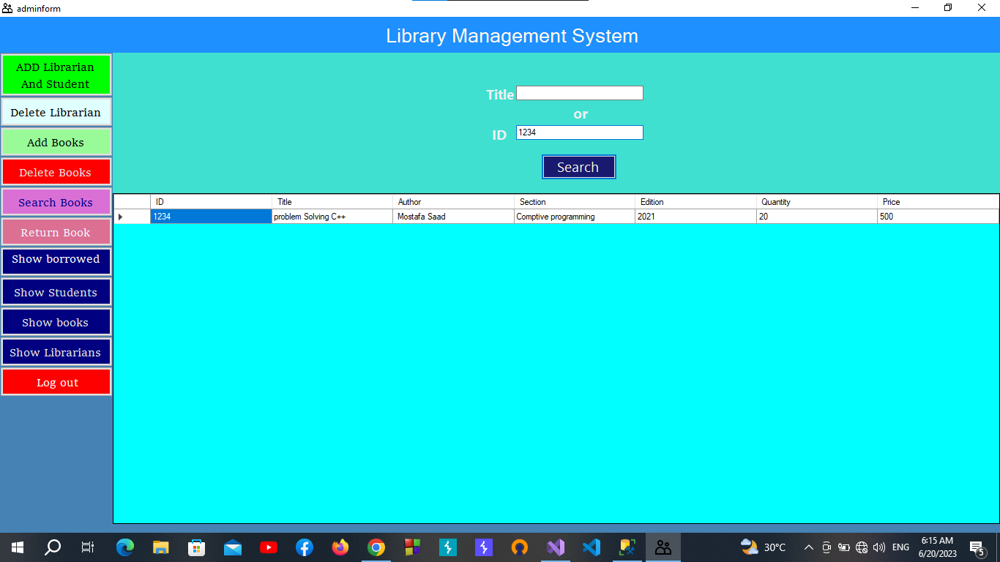 adminform
Library Management System
ADD Librarian
And Student
Delete Librarian
Add Books
Delete Books
Search Books
Return Book
Show borrowed
Show Students
Show books
Show Librarians
Log out
Title
or
ID 1234
Search
ID Title Author Section Edition Quantity Price
1234 problem Solving C++ Mostafa Saad Comptive programming 2021 20 500
30°C ENG 6:15 AM
6/20/2023 5